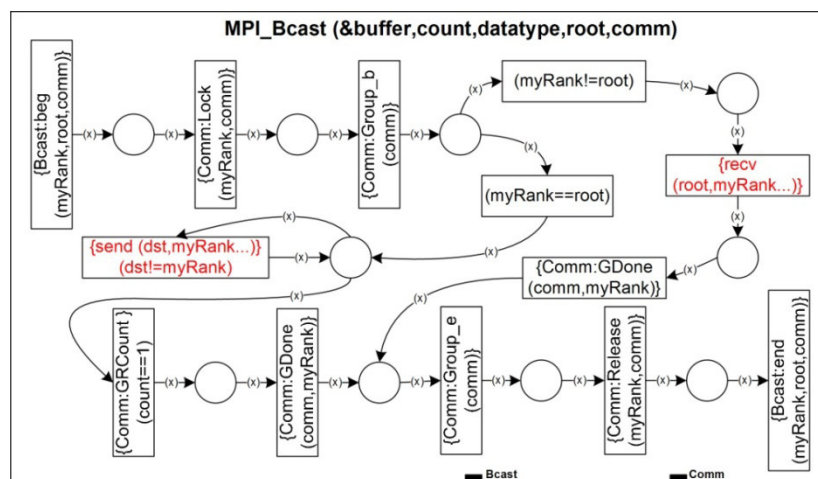 MPI_Bcast (&buffer,count,datatype,root,comm)
{Bcast:beg
(myRank,root,comm)}
(x)
(x)
{Comm:Lock
(myRank,comm)}
(x)
(x)
{Comm:Group_b
(comm)}
(x)
(x)
(myRank!=root)
(x)
(x)
{recv
(root,myRank...)}
(x)
(x)
(myRank==root)
(x)
(x)
{send (dst,myRank...)}
(dst!=myRank)
(x)
(x)
{Comm:GDone
(comm,myRank)}
(x)
(x)
{Comm:GRCount }
(count==1)
(x)
(x)
{Comm:GDone
(comm,myRank)}
(x)
(x)
{Comm:Group_e
(comm)}
(x)
(x)
{Comm:Release
(myRank,comm)}
(x)
(x)
{Bcast:end
(myRank,root,comm)}
Bcast
Comm